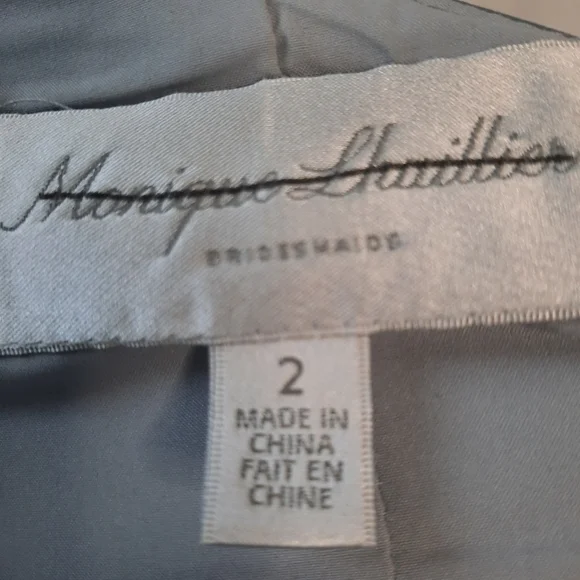 Monique Lhuillier
BRIDESMAIDS
2
MADE IN
CHINA
FAIT EN
CHINE